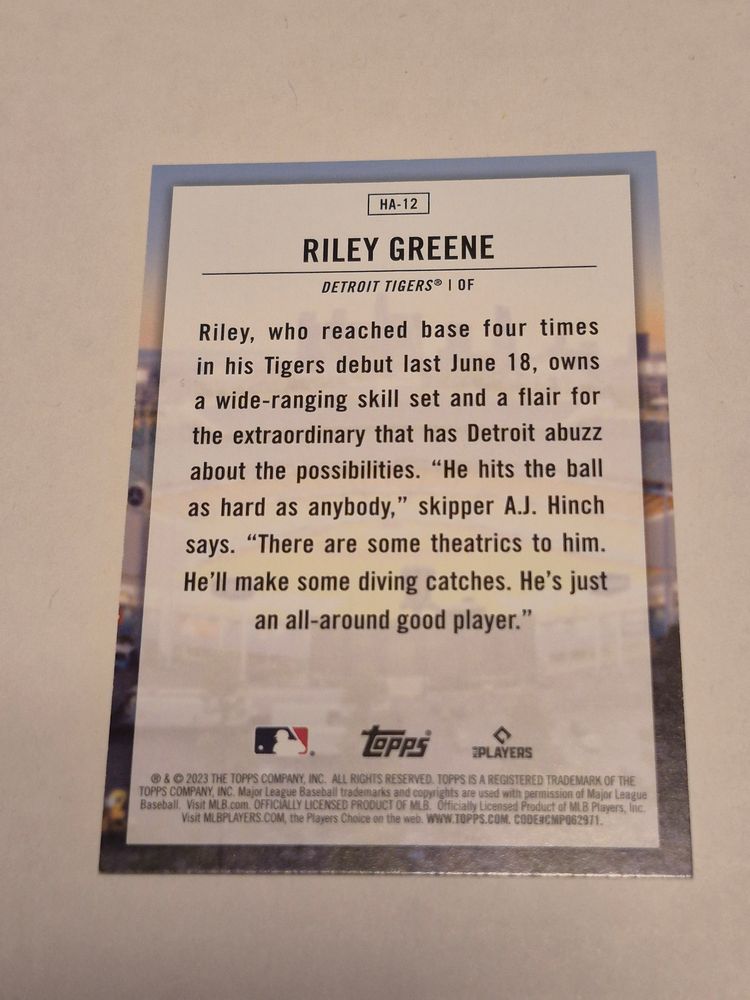 HA-12
RILEY GREENE
DETROIT TIGERS® | OF
Riley, who reached base four times
in his Tigers debut last June 18, owns
a wide-ranging skill set and a flair for
the extraordinary that has Detroit abuzz
about the possibilities. “He hits the ball
as hard as anybody,” skipper A.J. Hinch
says. “There are some theatrics to him.
He’ll make some diving catches. He’s just
an all-around good player.”
topps® PLAYERS
® & © 2023 THE TOPPS COMPANY, INC. ALL RIGHTS RESERVED. TOPPS IS A REGISTERED TRADEMARK OF THE
TOPPS COMPANY, INC. Major League Baseball trademarks and copyrights are used with permission of Major League
Baseball. Visit MLB.com. OFFICIALLY LICENSED PRODUCT OF MLB. Officially Licensed Product of MLB Players, Inc.
Visit MLBPLAYERS.COM, the Players Choice on the web. WWW.TOPPS.COM. CODE#CMP062971.